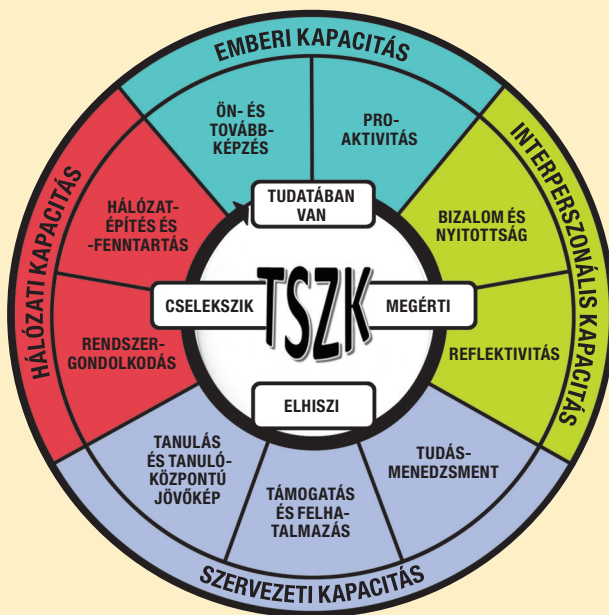 EMBERI KAPACITÁS
ÖN- ÉS
TOVÁBB-
KÉPZÉS
PRO-
AKTIVITÁS
INTERPERSZONÁLIS KAPACITÁS
BIZALOM ÉS
NYITOTTSÁG
REFLEKTIVITÁS
SZERVEZETI KAPACITÁS
TUDÁS-
MENEDZSMENT
TÁMOGATÁS
ÉS FELHA-
TALMAZÁS
TANULÁS
ÉS TANULÓ-
KÖZPONTÚ
JÖVŐKÉP
HÁLÓZATI KAPACITÁS
RENDSZER-
GONDOLKODÁS
HÁLÓZAT-
ÉPÍTÉS ÉS
-FENNTARTÁS
TUDATÁBAN
VAN
CSELEKSZIK
TSZK
MEGÉRTI
ELHISZI